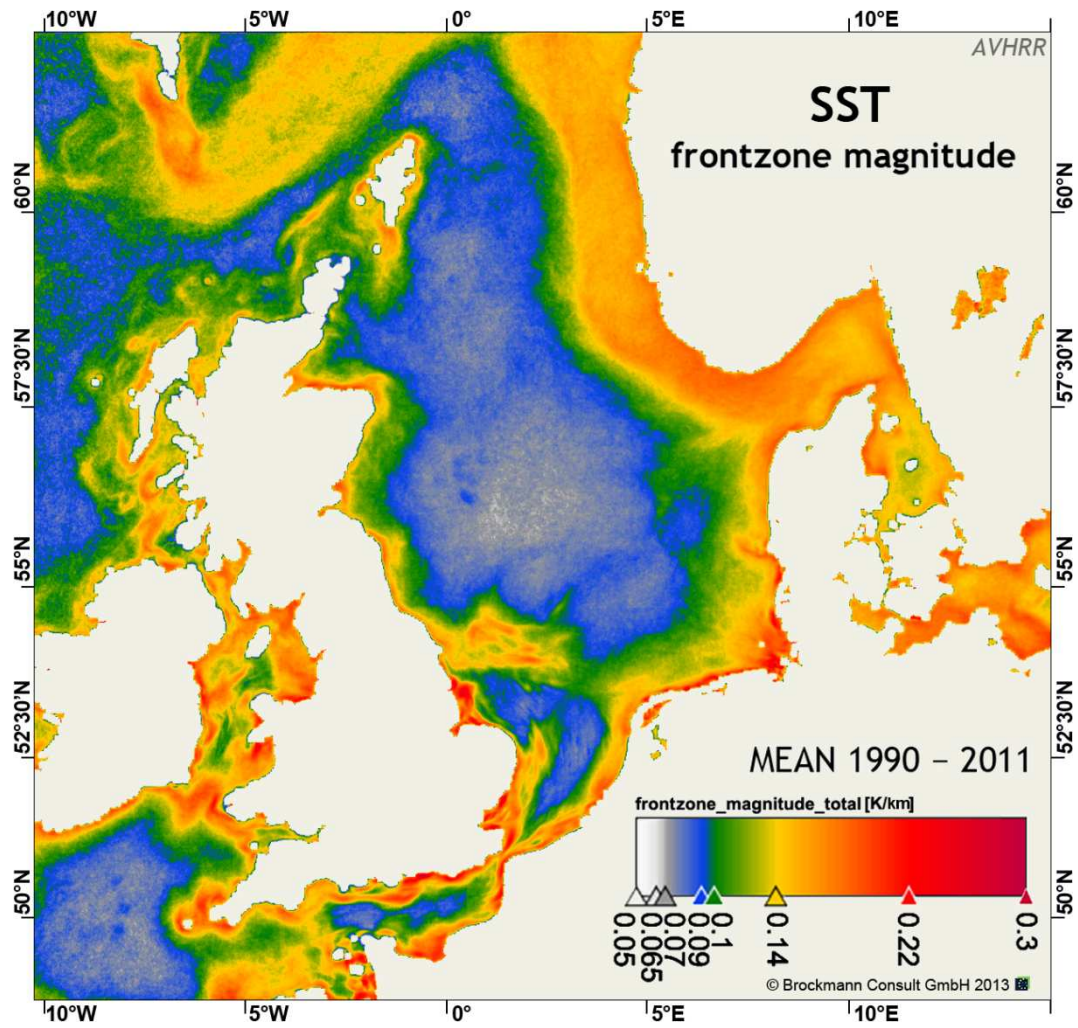 10°W 5°W 0° 5°E 10°E
AVHRR
SST
frontzone magnitude
60°N 60°N
57°30'N 57°30'N
55°N 55°N
52°30'N 52°30'N
MEAN 1990 – 2011
frontzone_magnitude_total [K/km]
50°N 50°N
0.05 0.065 0.07 0.09 0.1 0.14 0.22 0.3
© Brockmann Consult GmbH 2013
10°W 5°W 0° 5°E 10°E